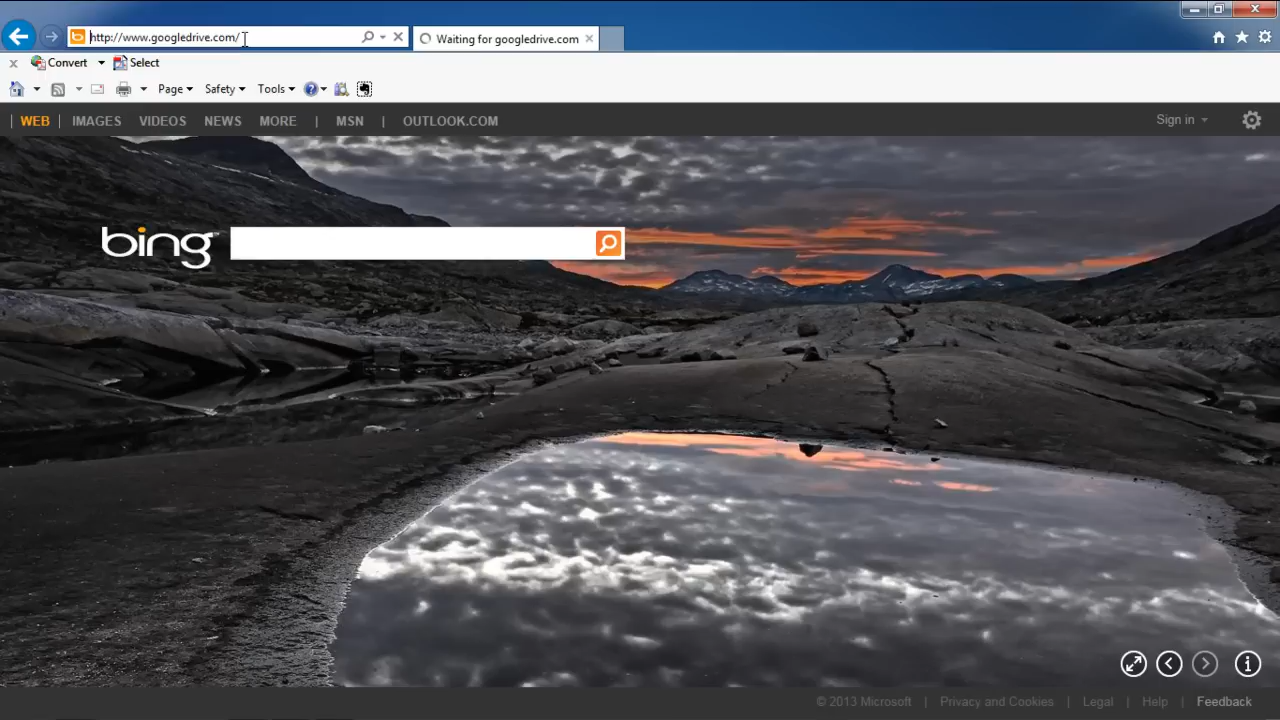 http://www.googledrive.com/
Waiting for googledrive.com
Convert Select
Page Safety Tools
WEB | IMAGES VIDEOS NEWS MORE | MSN | OUTLOOK.COM Sign in
bing
© 2013 Microsoft | Privacy and Cookies | Legal | Help | Feedback